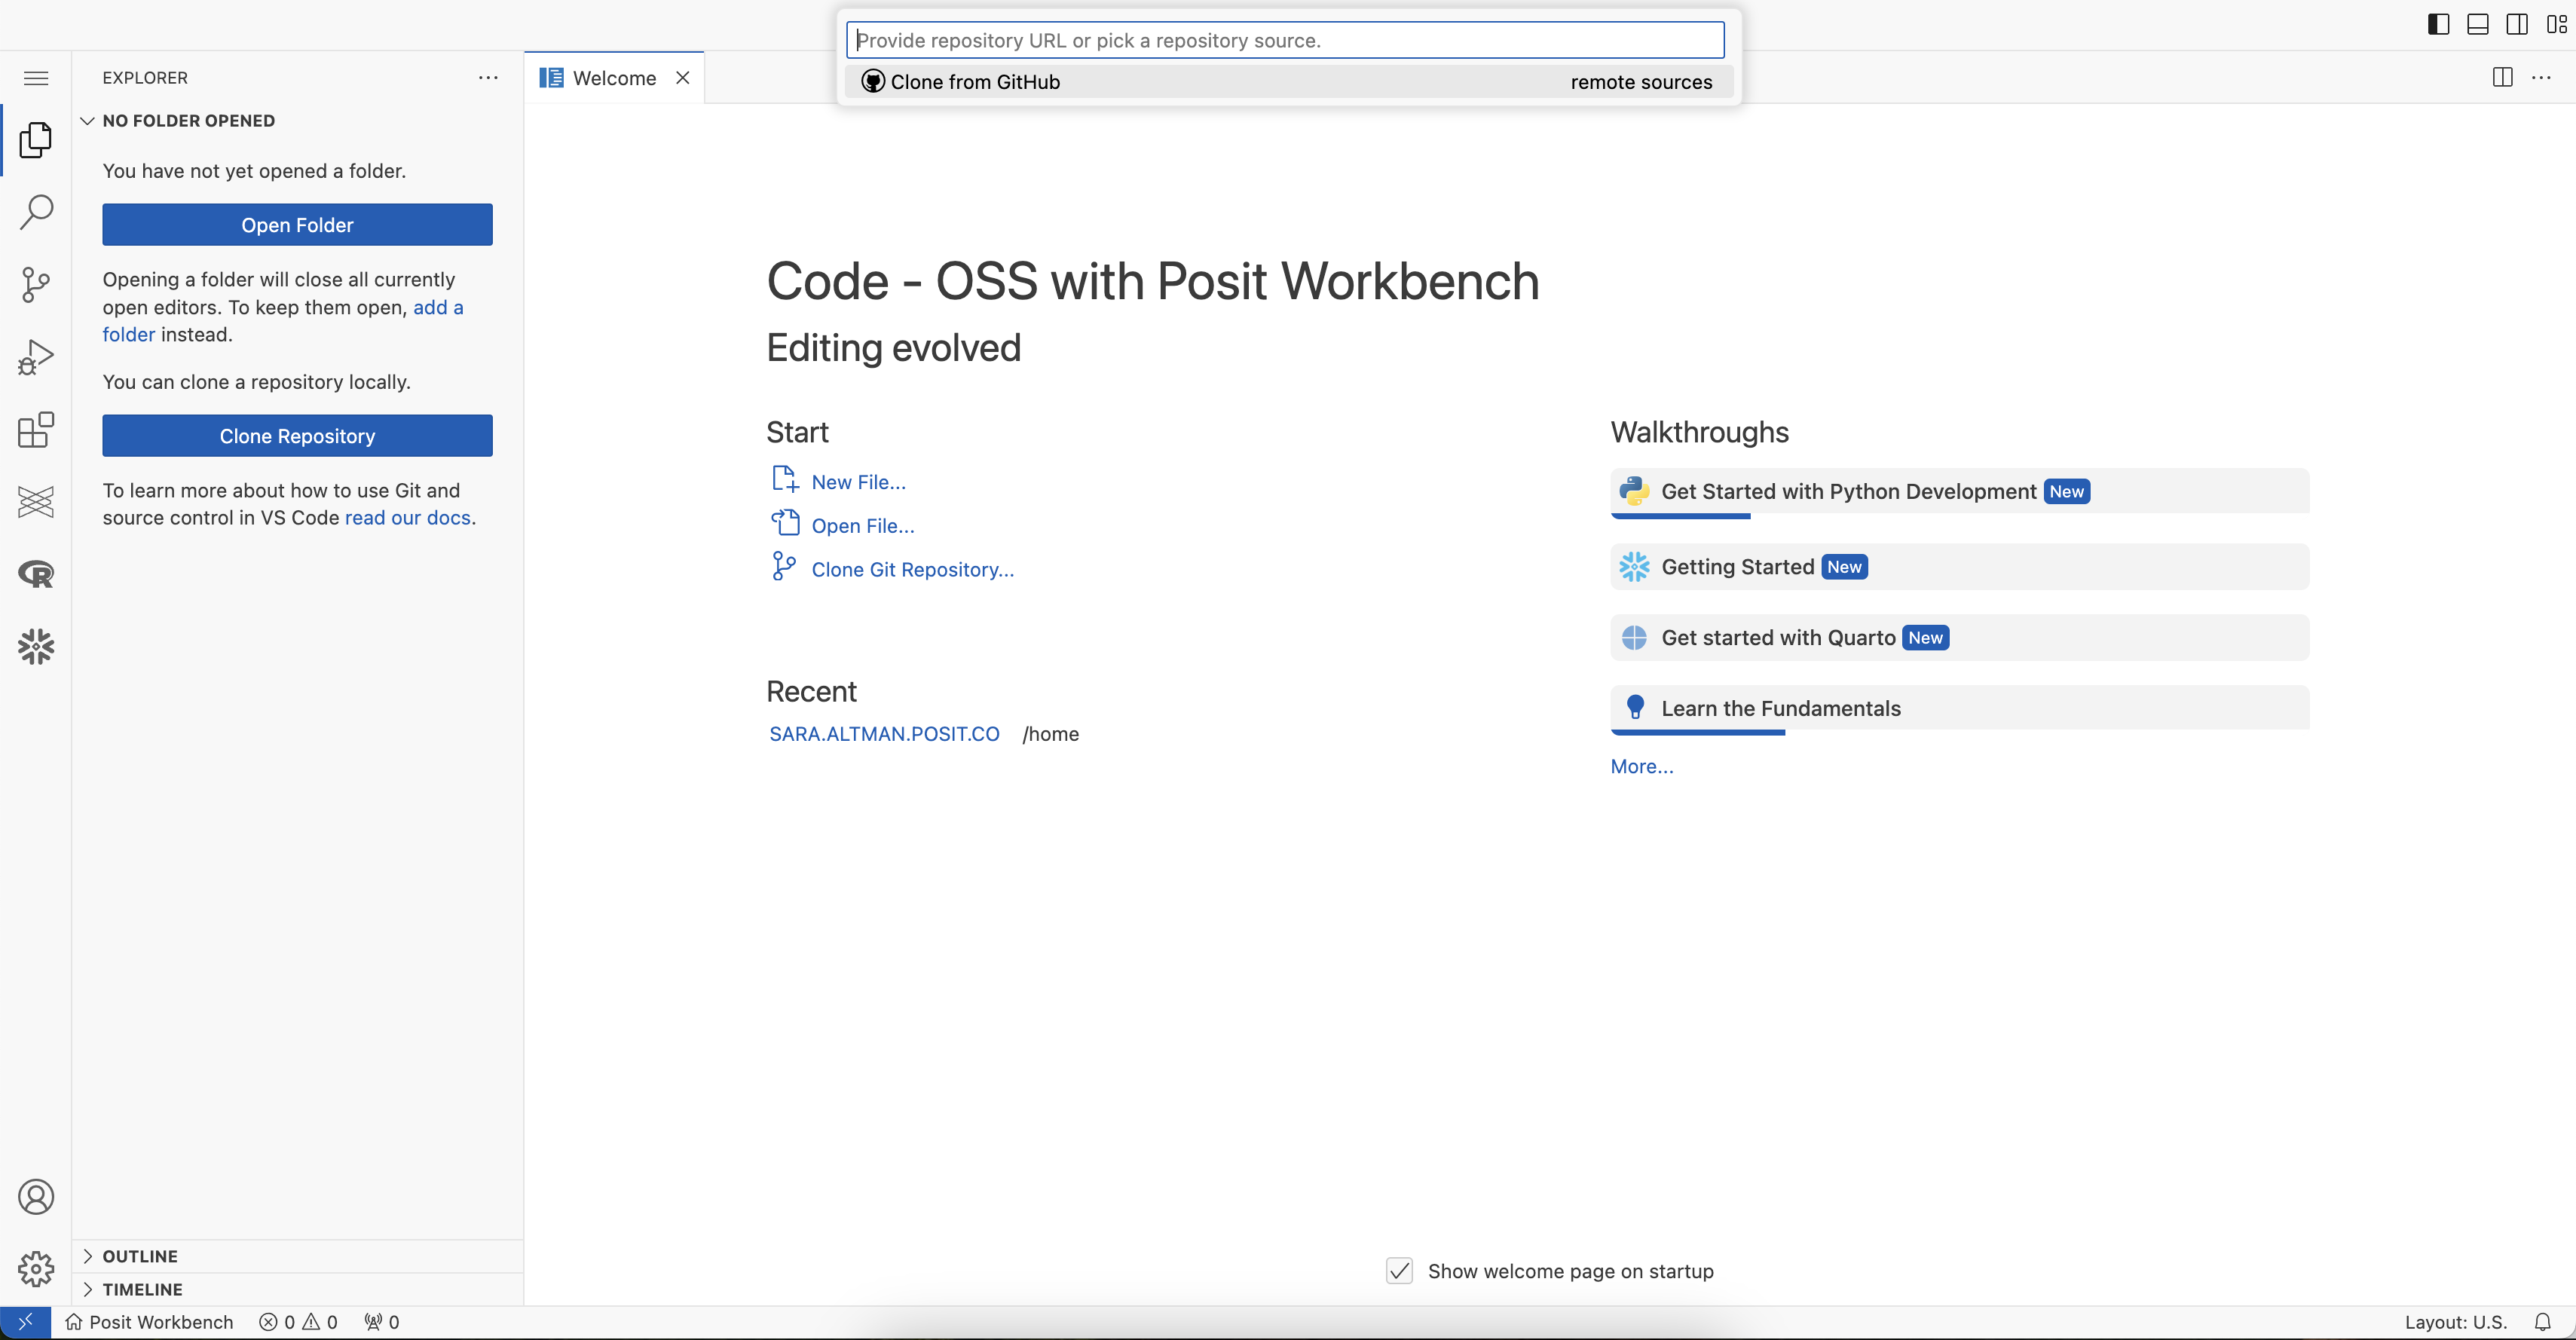 Provide repository URL or pick a repository source.
Clone from GitHub remote sources
EXPLORER
Welcome
NO FOLDER OPENED
You have not yet opened a folder.
Open Folder
Opening a folder will close all currently
open editors. To keep them open, add a
folder instead.
You can clone a repository locally.
Clone Repository
To learn more about how to use Git and
source control in VS Code read our docs.
R
OUTLINE
TIMELINE
Code - OSS with Posit Workbench
Editing evolved
Start
New File...
Open File...
Clone Git Repository...
Recent
SARA.ALTMAN.POSIT.CO /home
Walkthroughs
Get Started with Python Development New
Getting Started New
Get started with Quarto New
Learn the Fundamentals
More...
Show welcome page on startup
Posit Workbench 0 0 0 Layout: U.S.